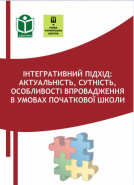 ІНТЕГРАТИВНИЙ ПІДХІД:
АКТУАЛЬНІСТЬ, СУТНІСТЬ,
ОСОБЛИВОСТІ ВПРОВАДЖЕННЯ
В УМОВАХ ПОЧАТКОВОЇ ШКОЛИ